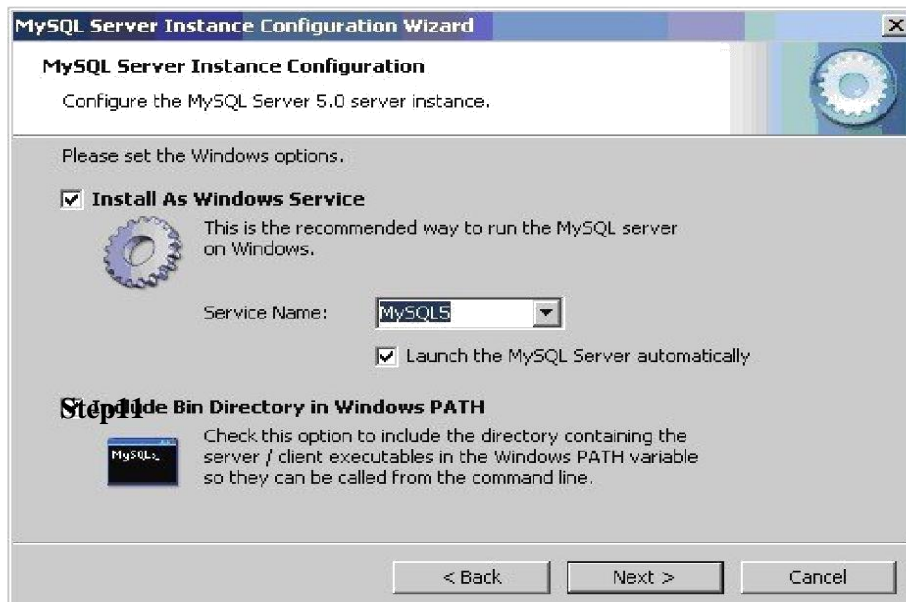 MySQL Server Instance Configuration Wizard
MySQL Server Instance Configuration
Configure the MySQL Server 5.0 server instance.
Please set the Windows options.
Install As Windows Service
This is the recommended way to run the MySQL server
on Windows.
Service Name: MySQL5
Launch the MySQL Server automatically
Step11
Include Bin Directory in Windows PATH
MySQL>_
Check this option to include the directory containing the
server / client executables in the Windows PATH variable
so they can be called from the command line.
< Back Next > Cancel